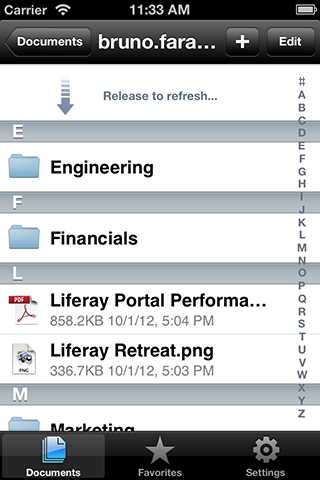 Carrier 11:33 AM
Documents bruno.fara... + Edit
Release to refresh...
E
Engineering
F
Financials
L
Liferay Portal Performa...
858.2KB 10/1/12, 5:04 PM
Liferay Retreat.png
336.7KB 10/1/12, 5:03 PM
M
Marketing
#
A
B
C
D
E
F
G
H
I
J
K
L
M
N
O
P
Q
R
S
T
U
V
W
X
Y
Z
PDF
PNG
Documents Favorites Settings